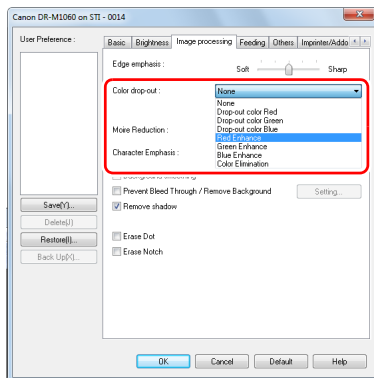 Canon DR-M1060 on STI - 0014
User Preference :
Basic Brightness Image processing Feeding Others Imprinter/Addo
Edge emphasis :
Soft Sharp
Color drop-out :
None
None
Drop-out color Red
Drop-out color Green
Moire Reduction :
Drop-out color Blue
Red Enhance
Green Enhance
Character Emphasis :
Blue Enhance
Color Elimination
Prevent Bleed Through / Remove Background Setting...
Save(Y)...
Remove shadow
Delete(J)
Restore(I)...
Erase Dot
Back Up(X)...
Erase Notch
OK Cancel Default Help